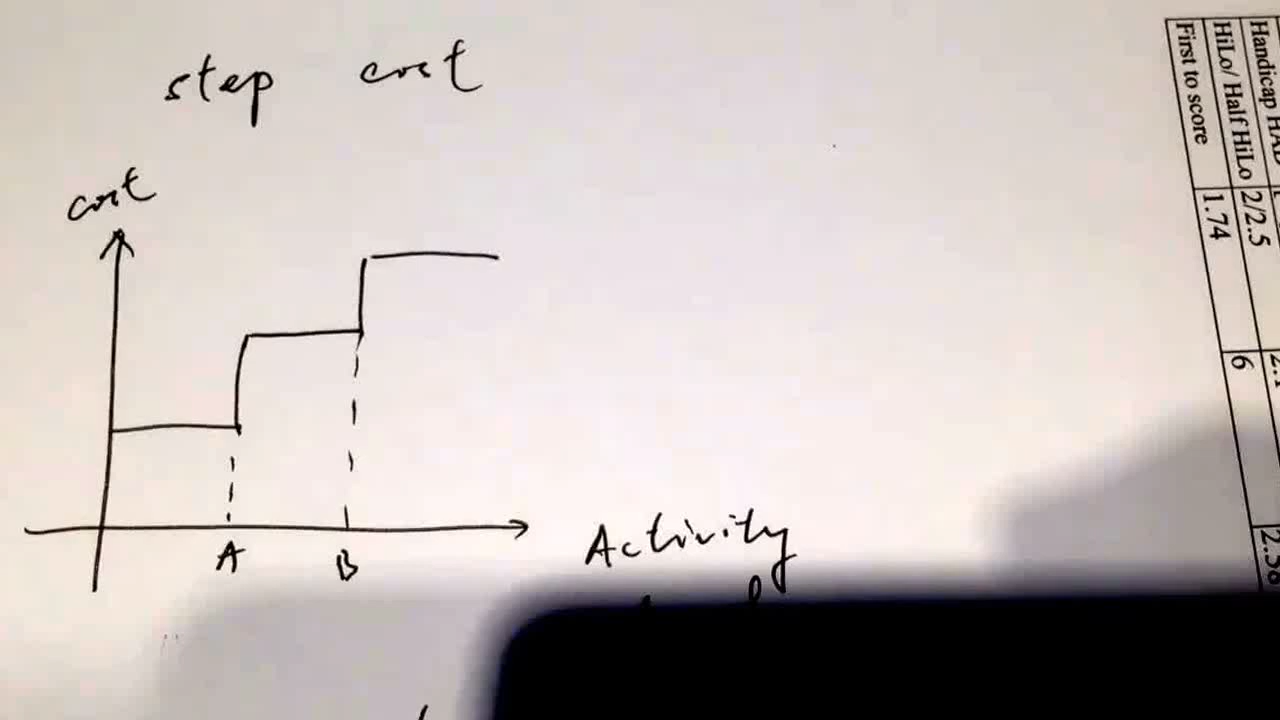 step cost
cost
A
B
Activity
First to score 1.74
HiLo/ Half HiLo 2/2.5 6
Handicap